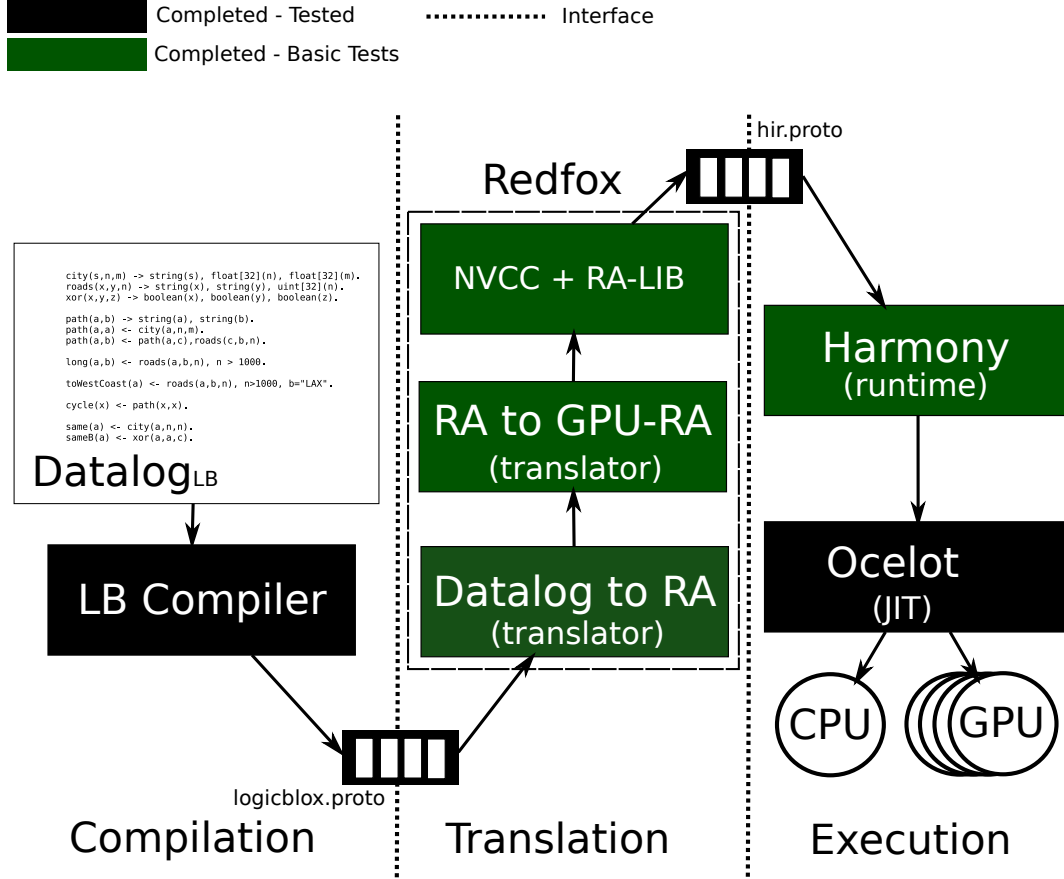 Completed - Tested
Interface
Completed - Basic Tests
hir.proto
Redfox
city(s,n,m) -> string(s), float[32](n), float[32](m).
roads(x,y,n) -> string(x), string(y), uint[32](n).
xor(x,y,z) -> boolean(x), boolean(y), boolean(z).
path(a,b) -> string(a), string(b).
path(a,a) <- city(a,n,m).
path(a,b) <- path(a,c),roads(c,b,n).
long(a,b) <- roads(a,b,n), n > 1000.
toWestCoast(a) <- roads(a,b,n), n>1000, b="LAX".
cycle(x) <- path(x,x).
same(a) <- city(a,n,n).
sameB(a) <- xor(a,a,c).
DatalogLB
LB Compiler
logicblox.proto
Compilation
NVCC + RA-LIB
RA to GPU-RA
(translator)
Datalog to RA
(translator)
Translation
Harmony
(runtime)
Ocelot
(JIT)
CPU
GPU
Execution